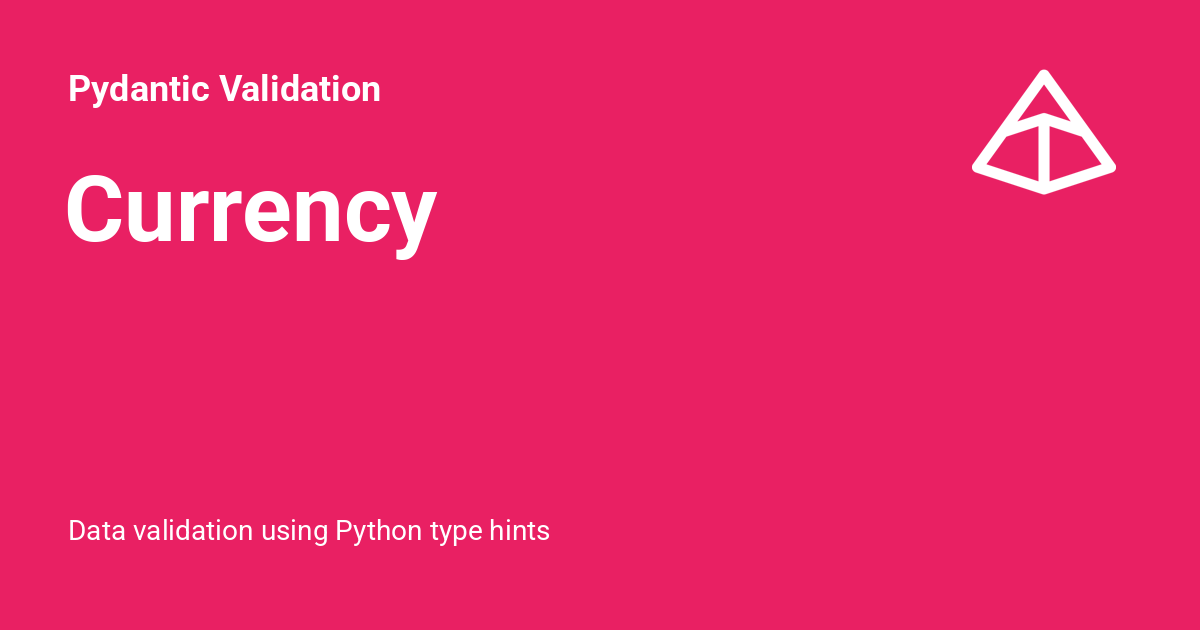 Pydantic Validation
Currency
Data validation using Python type hints